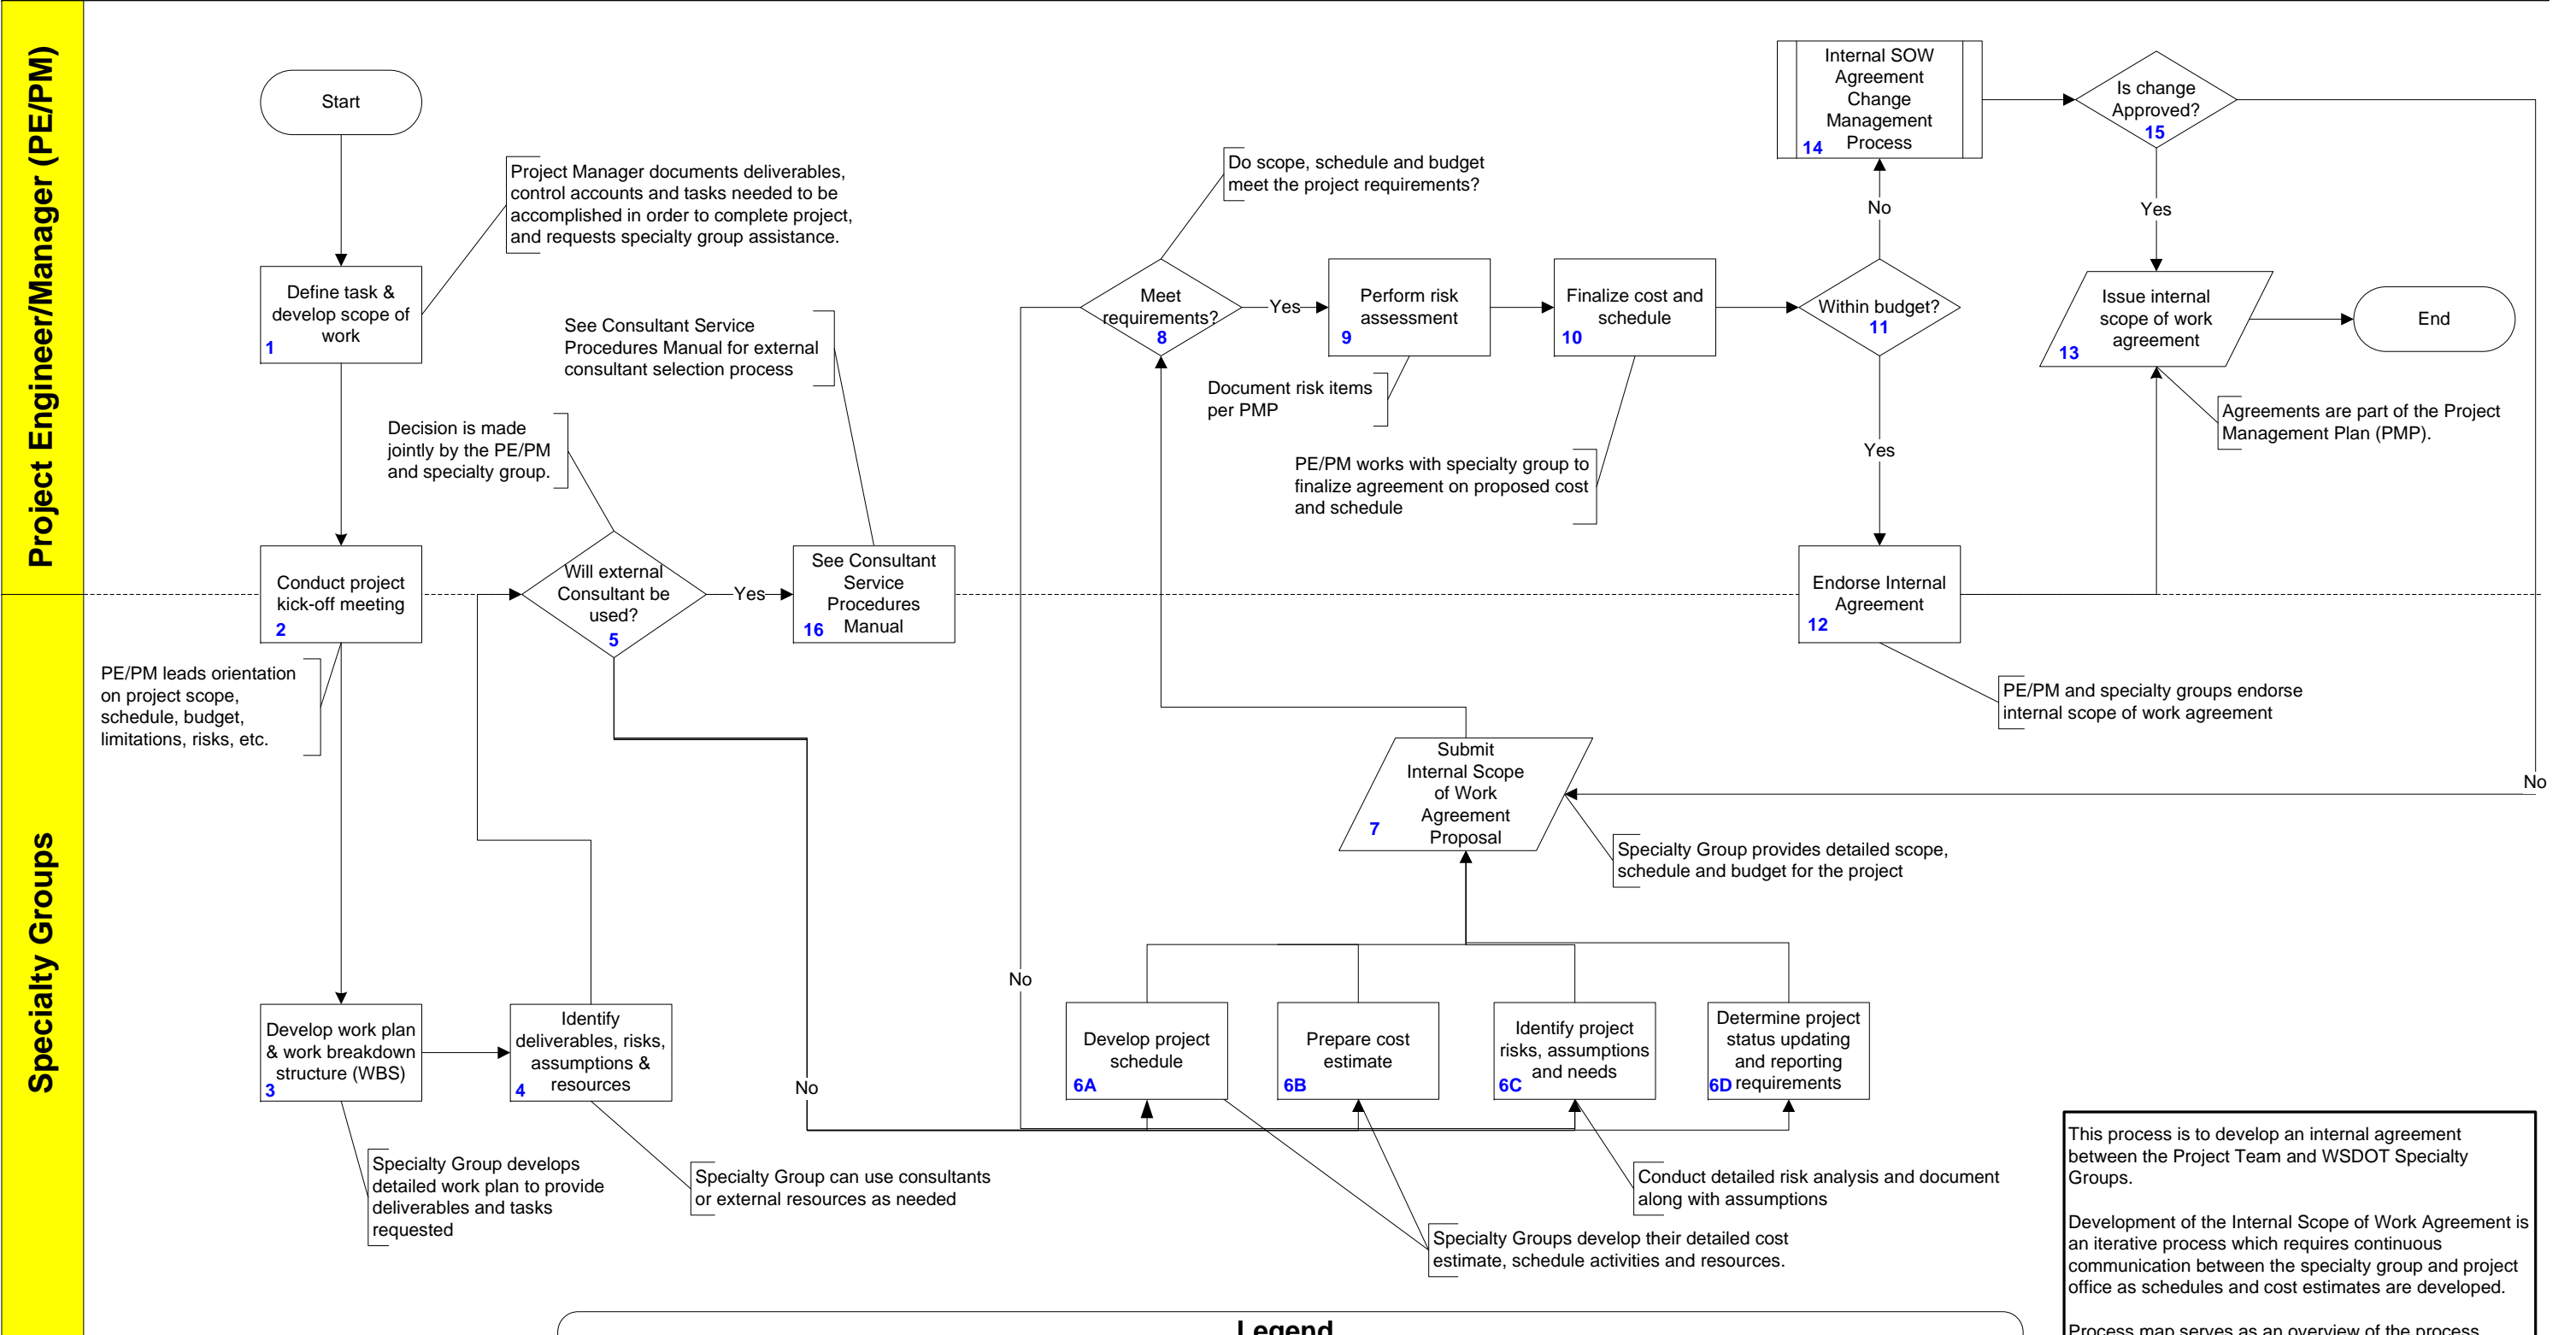 Project Engineer/Manager (PE/PM)
Specialty Groups
Start
Project Manager documents deliverables,
control accounts and tasks needed to be
accomplished in order to complete project,
and requests specialty group assistance.
Define task &
develop scope of
work
1
See Consultant Service
Procedures Manual for external
consultant selection process
Decision is made
jointly by the PE/PM
and specialty group.
Conduct project
kick-off meeting
2
Will external
Consultant be
used?
5
Yes
See Consultant
Service
Procedures
Manual
16
PE/PM leads orientation
on project scope,
schedule, budget,
limitations, risks, etc.
Develop work plan
& work breakdown
structure (WBS)
3
Identify
deliverables, risks,
assumptions &
resources
4
No
Specialty Group develops
detailed work plan to provide
deliverables and tasks
requested
Specialty Group can use consultants
or external resources as needed
Do scope, schedule and budget
meet the project requirements?
Meet
requirements?
8
Yes
Perform risk
assessment
9
Document risk items
per PMP
Finalize cost and
schedule
10
PE/PM works with specialty group to
finalize agreement on proposed cost
and schedule
Internal SOW
Agreement
Change
Management
Process
14
No
Within budget?
11
Yes
Endorse Internal
Agreement
12
PE/PM and specialty groups endorse
internal scope of work agreement
Is change
Approved?
15
Yes
Issue internal
scope of work
agreement
13
End
Agreements are part of the Project
Management Plan (PMP).
No
Submit
Internal Scope
of Work
Agreement
Proposal
7
Specialty Group provides detailed scope,
schedule and budget for the project
No
Develop project
schedule
6A
Prepare cost
estimate
6B
Identify project
risks, assumptions
and needs
6C
Determine project
status updating
and reporting
requirements
6D
Conduct detailed risk analysis and document
along with assumptions
Specialty Groups develop their detailed cost
estimate, schedule activities and resources.
This process is to develop an internal agreement
between the Project Team and WSDOT Specialty
Groups.
Development of the Internal Scope of Work Agreement is
an iterative process which requires continuous
communication between the specialty group and project
office as schedules and cost estimates are developed.
Process map serves as an overview of the process
Legend